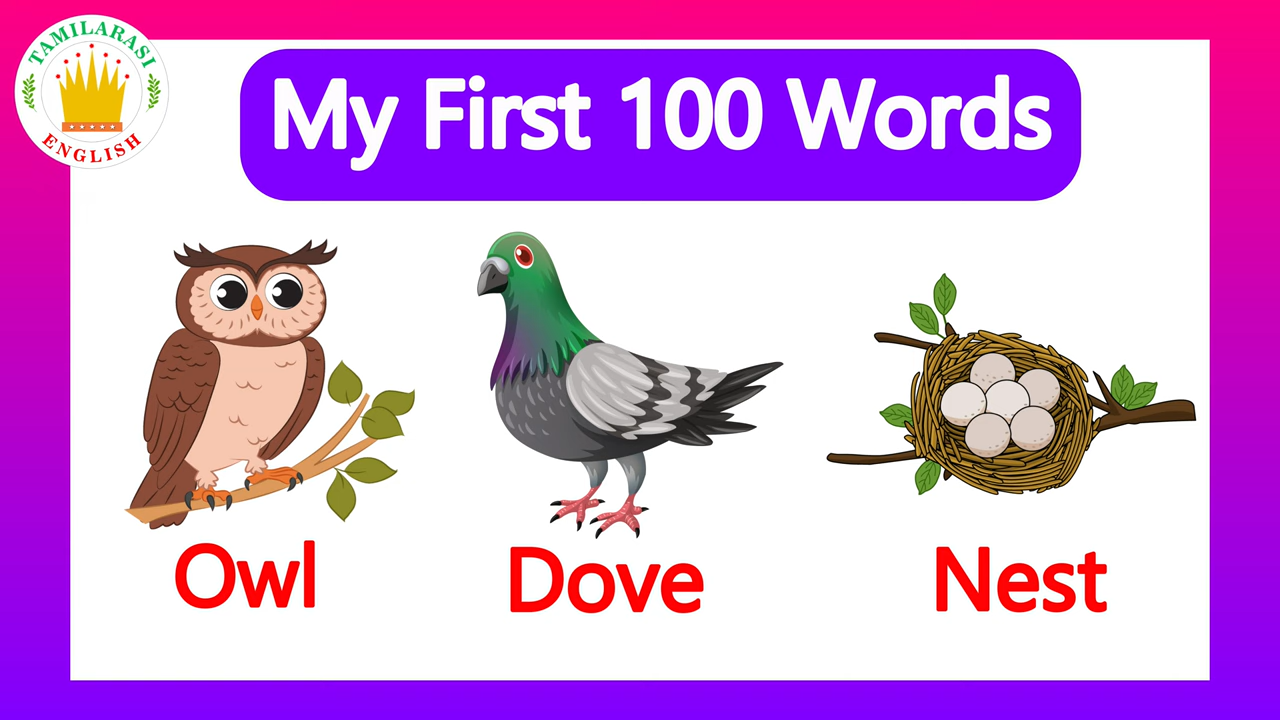 TAMILARASI
ENGLISH
My First 100 Words
Owl
Dove
Nest